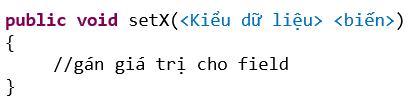 public void setX(<Kiểu dữ liệu> <biến>)
{
//gán giá trị cho field
}